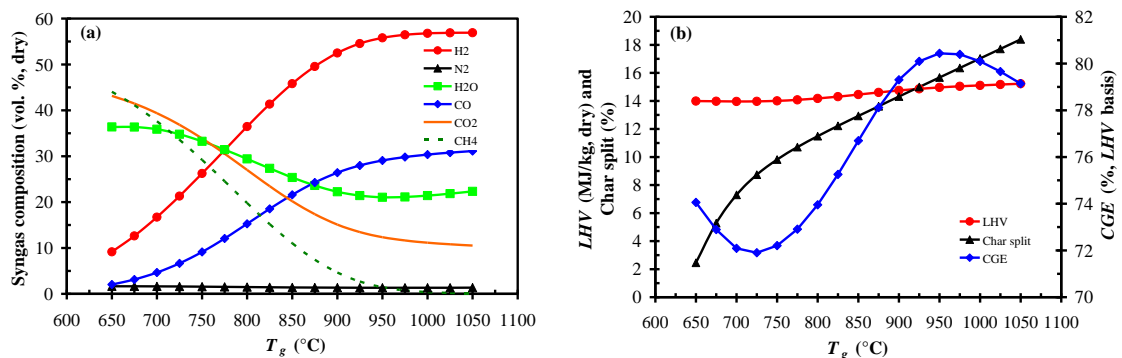 (a)
Syngas composition (vol. %, dry)
60
50
40
30
20
10
0
H2
N2
H2O
CO
CO2
CH4
600 650 700 750 800 850 900 950 1000 1050 1100
T_g (°C)
(b)
LHV (MJ/kg, dry) and
Char split (%)
20
18
16
14
12
10
8
6
4
2
0
LHV
Char split
CGE
82
80
78
76
74
72
70
CGE (%, LHV basis)
600 650 700 750 800 850 900 950 1000 1050 1100
T_g (°C)